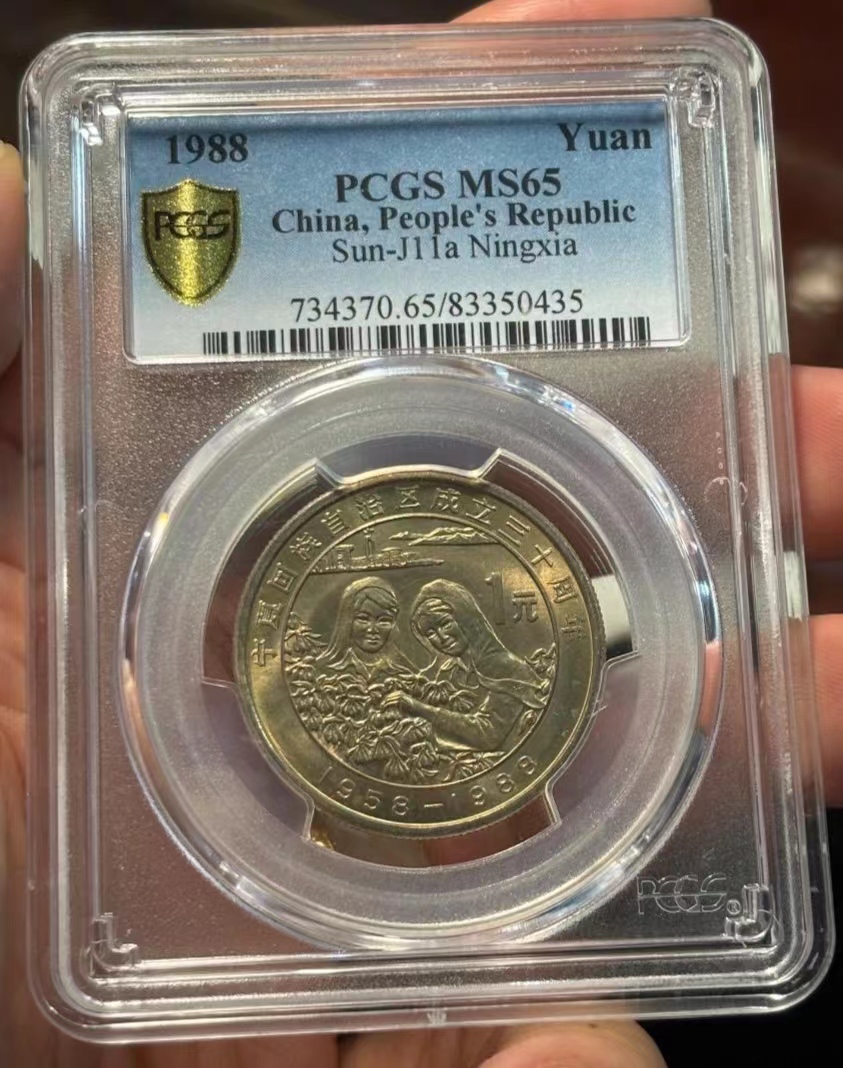 1988 Yuan
PCGS MS65
PCGS China, People's Republic
Sun-J11a Ningxia
734370.65/83350435
宁夏回族自治区成立三十周年
1元
1958-1988
PCGS®